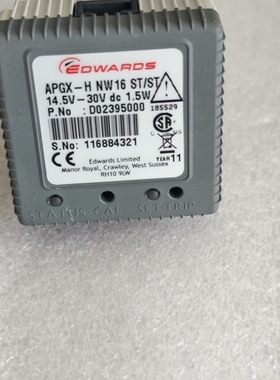 EDWARDS
APGX-H NW16 ST/ST
14.5V-30V dc 1.5W
P.No : D02395000
185529
SA
S.No: 116884321
Edwards Limited
Manor Royal, Crawley, West Sussex
RH10 9LW
YEAR 11
STATUS CAL SET TRIP